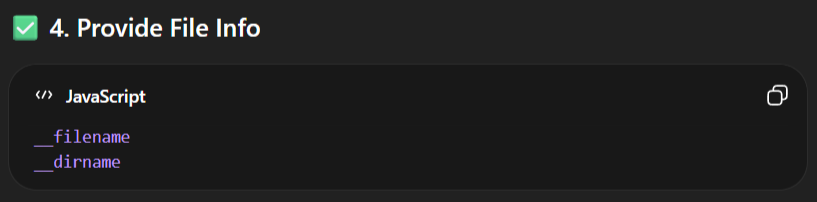 ✅ 4. Provide File Info
</> JavaScript
__filename
__dirname